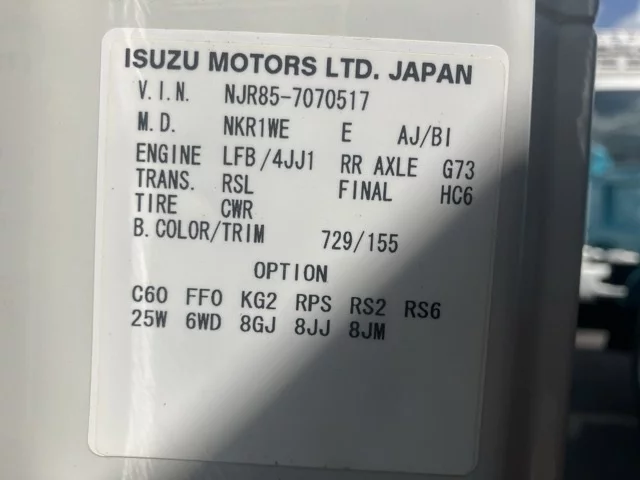 ISUZU MOTORS LTD. JAPAN
V.I.N. NJR85-7070517
M.D. NKR1WE E AJ/BI
ENGINE LFB/4JJ1 RR AXLE G73
TRANS. RSL FINAL HC6
TIRE CWR
B.COLOR/TRIM 729/155
OPTION
C60 FF0 KG2 RPS RS2 RS6
25W 6WD 8GJ 8JJ 8JM